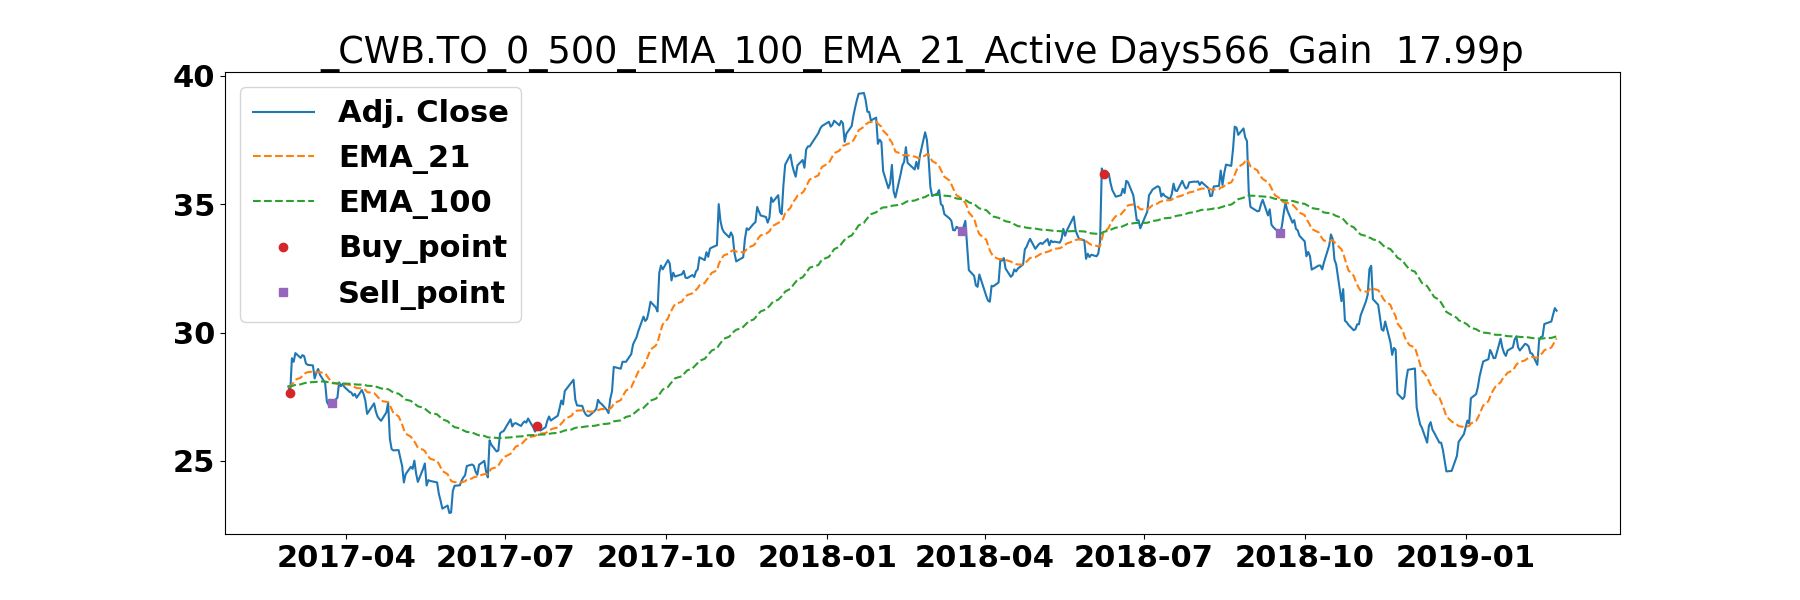 _CWB.TO_0_500_EMA_100_EMA_21_Active Days566_Gain  17.99p
40
35
30
25
Adj. Close
EMA_21
EMA_100
Buy_point
Sell_point
2017-04 2017-07 2017-10 2018-01 2018-04 2018-07 2018-10 2019-01